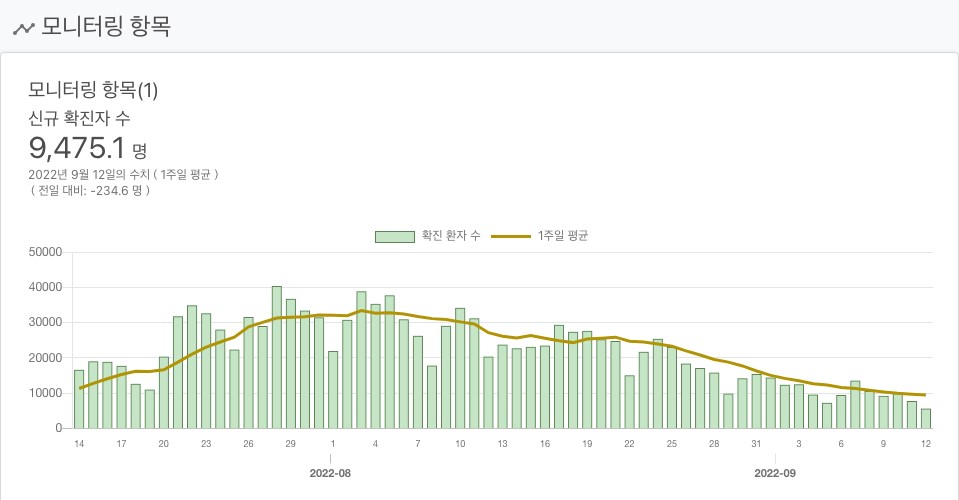 모니터링 항목
모니터링 항목(1)
신규 확진자 수
9,475.1 명
2022년 9월 12일의 수치 ( 1주일 평균 )
( 전일 대비: -234.6 명 )
확진 환자 수 1주일 평균
50000
40000
30000
20000
10000
0
14 17 20 23 26 29 1 4 7 10 13 16 19 22 25 28 31 3 6 9 12
2022-08 2022-09